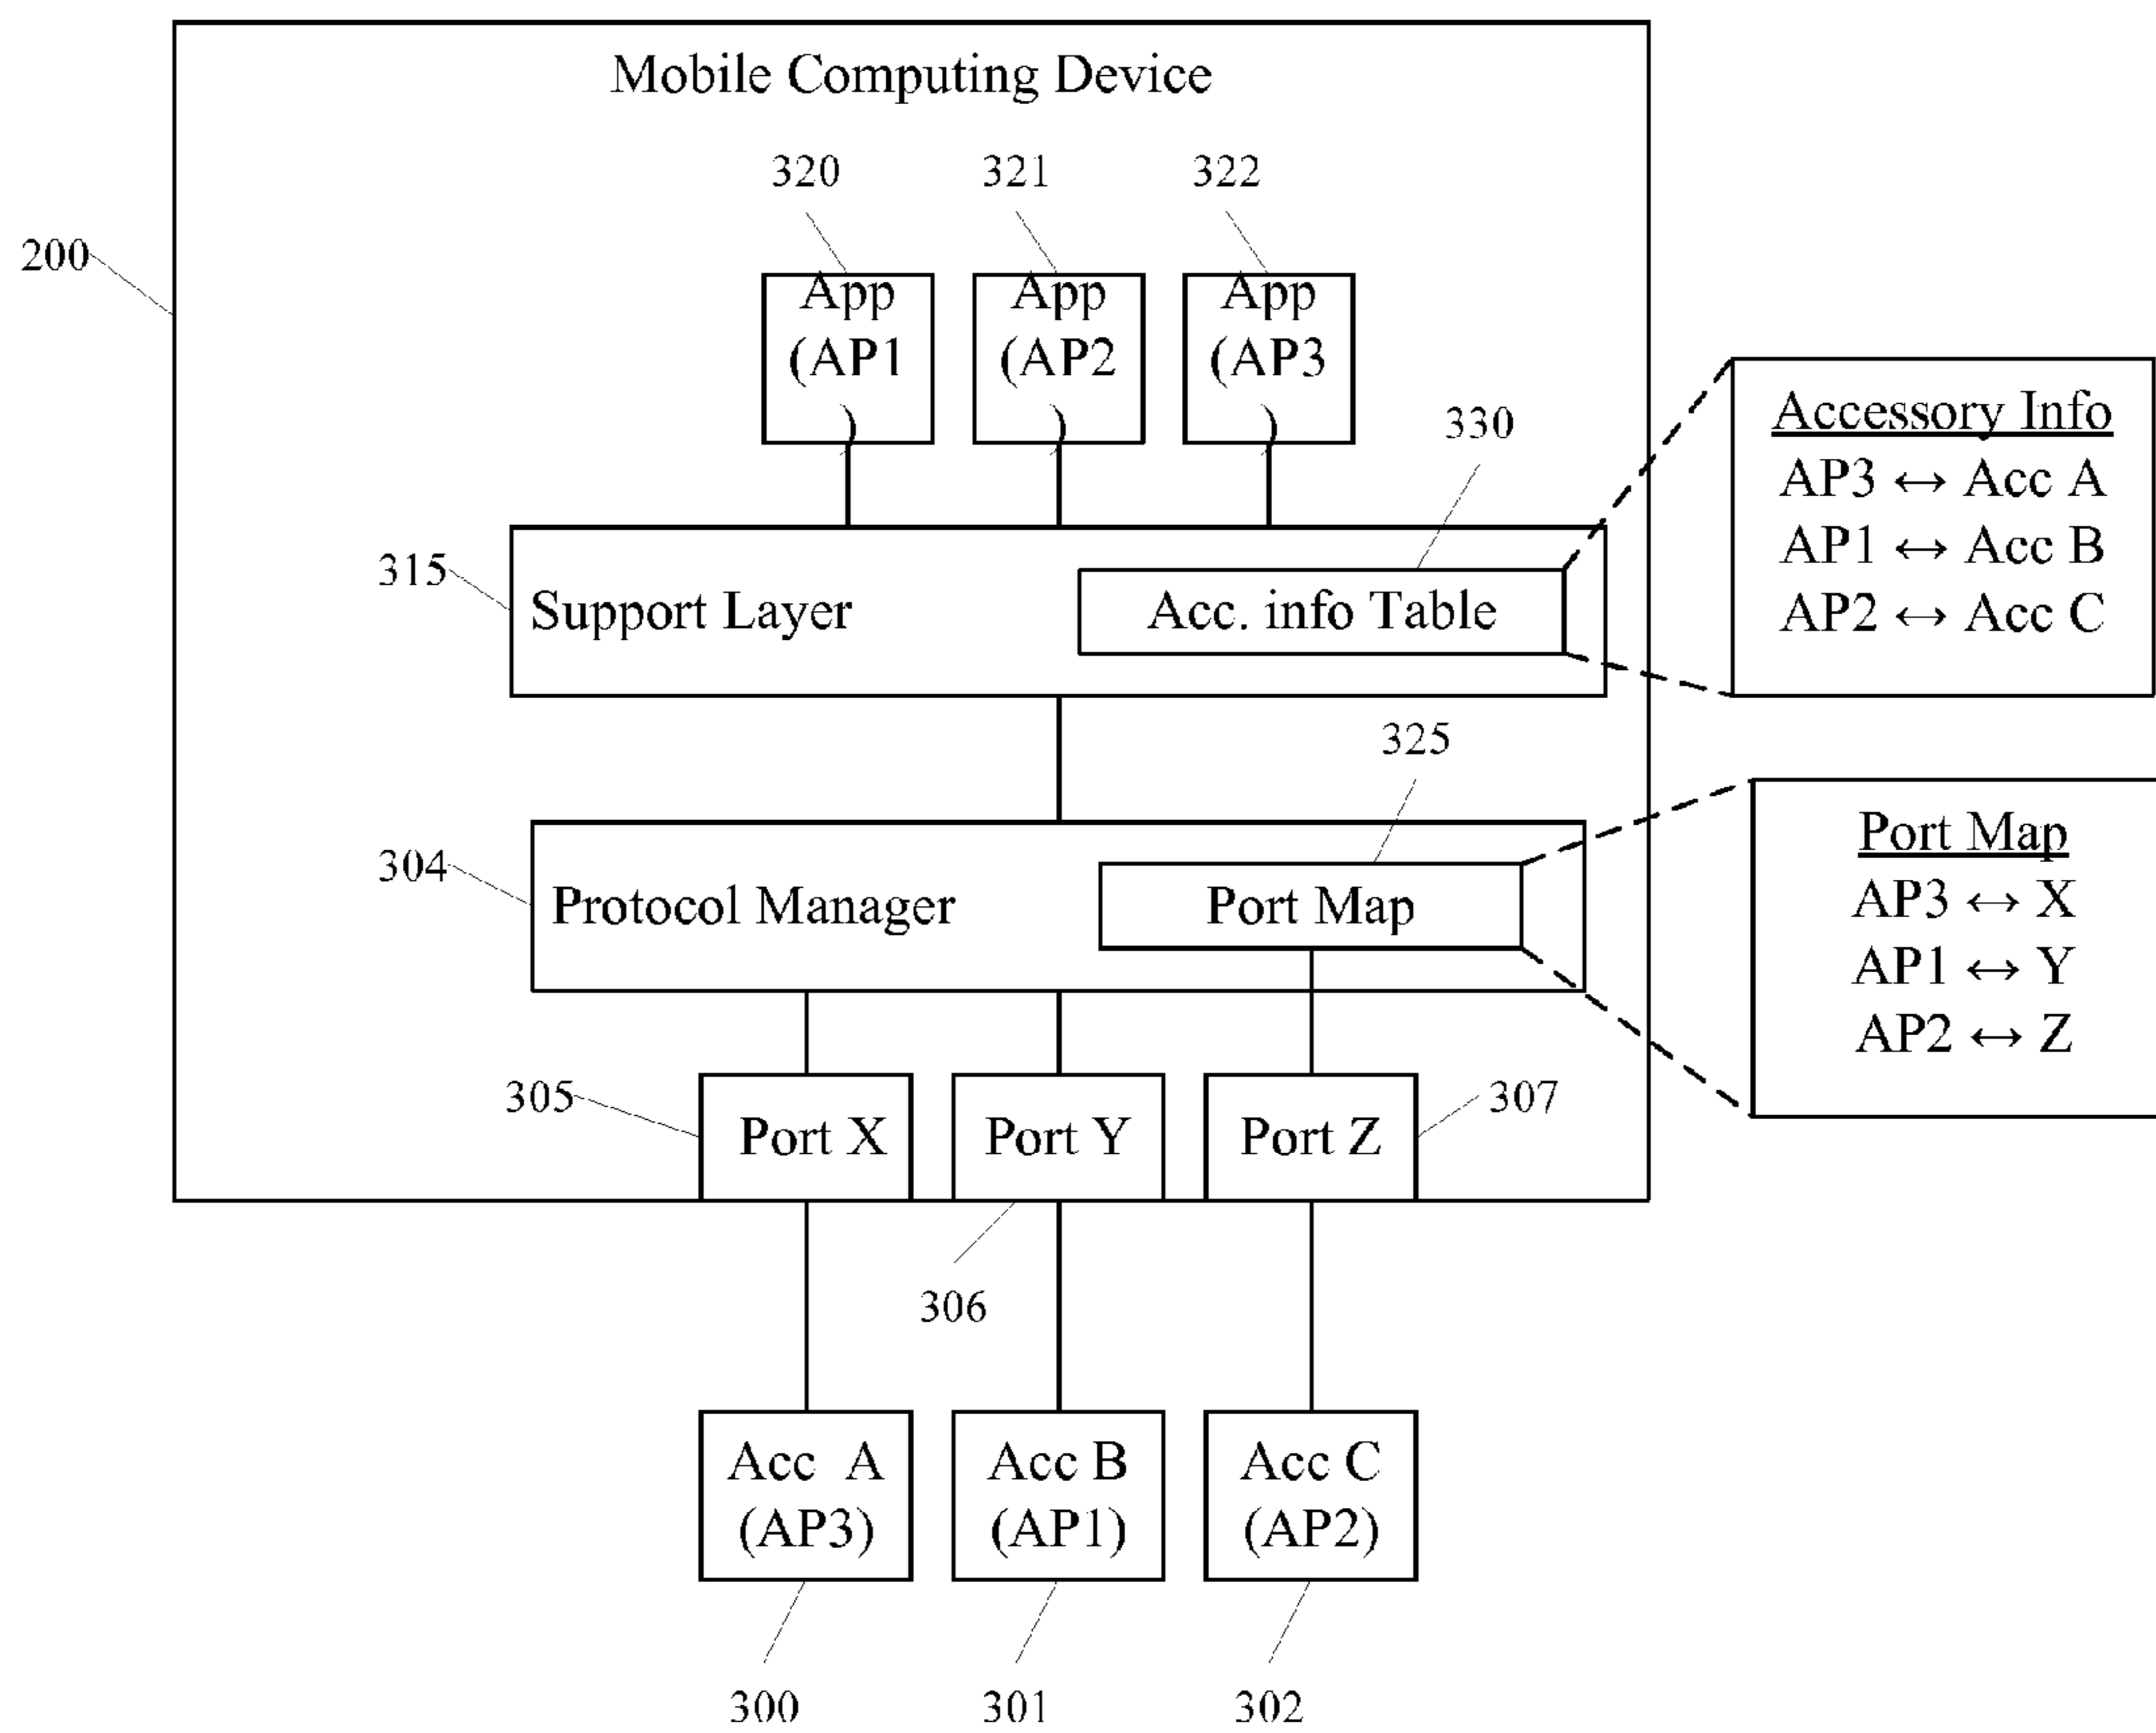 Mobile Computing Device
320
321
322
200
App
(AP1
)
App
(AP2
)
App
(AP3
)
330
Accessory Info
AP3 ↔ Acc A
AP1 ↔ Acc B
AP2 ↔ Acc C
315
Support Layer
Acc. info Table
325
304
Protocol Manager
Port Map
Port Map
AP3 ↔ X
AP1 ↔ Y
AP2 ↔ Z
305
Port X
Port Y
Port Z
307
306
Acc A
(AP3)
Acc B
(AP1)
Acc C
(AP2)
300
301
302